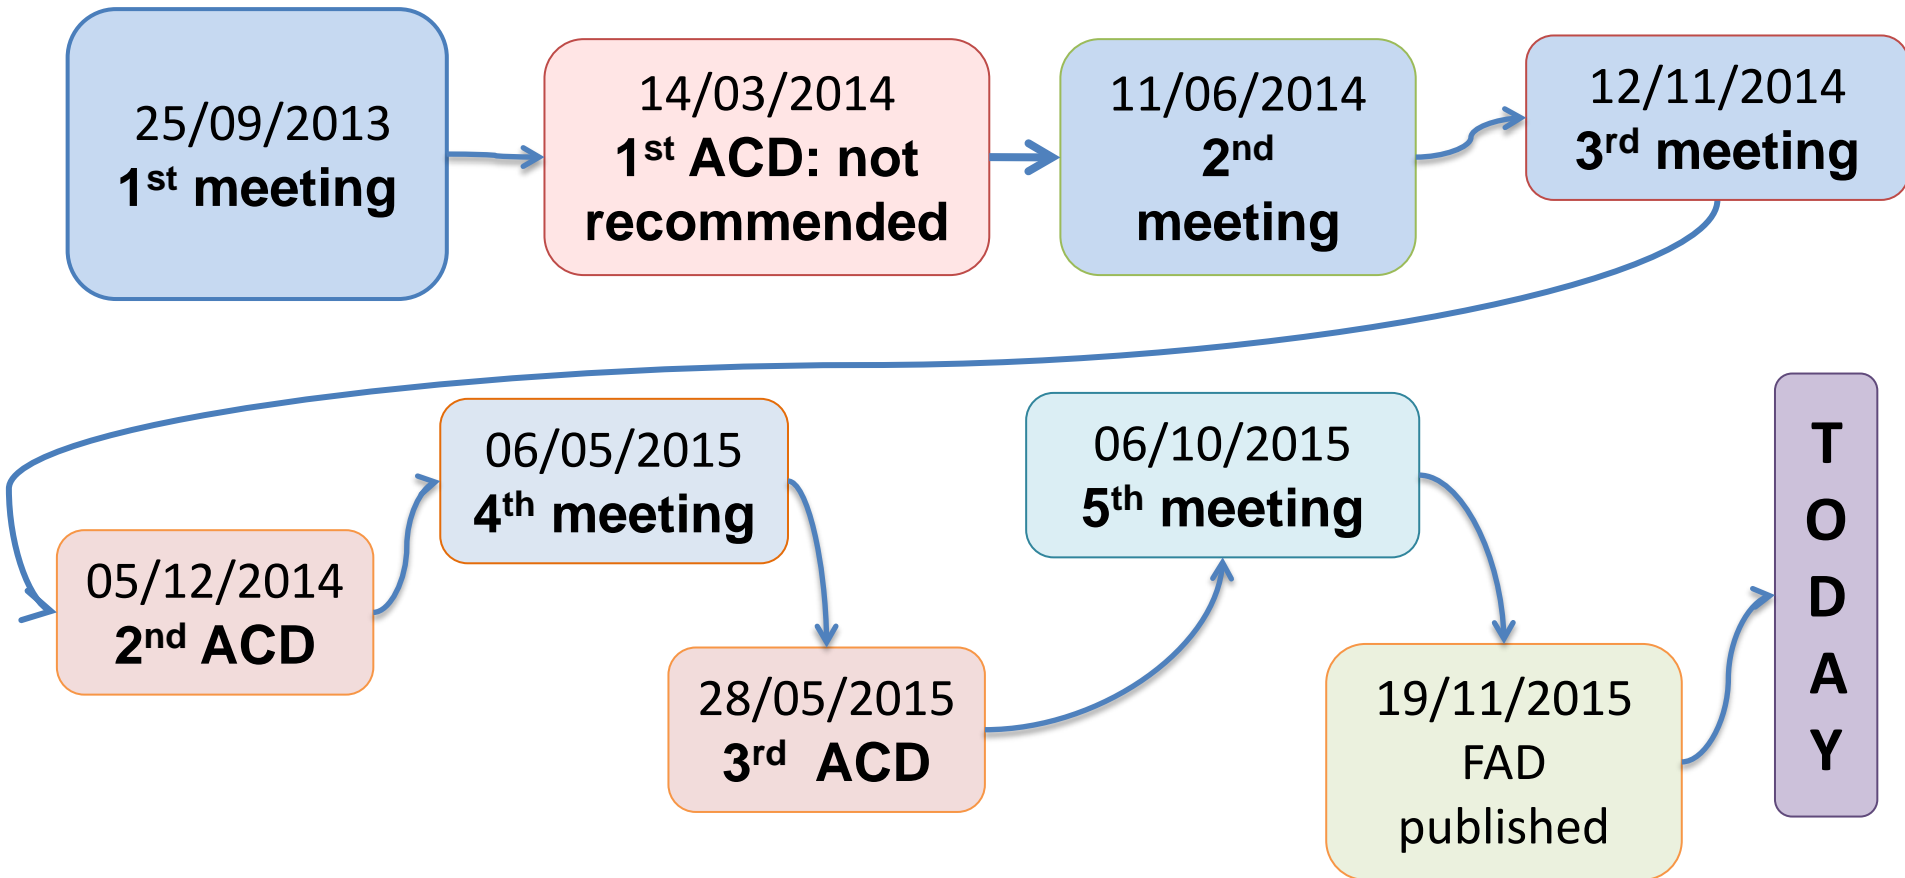 25/09/2013
1st meeting
14/03/2014
1st ACD: not
recommended
11/06/2014
2nd
meeting
12/11/2014
3rd meeting
05/12/2014
2nd ACD
06/05/2015
4th meeting
28/05/2015
3rd ACD
06/10/2015
5th meeting
19/11/2015
FAD
published
T
O
D
A
Y